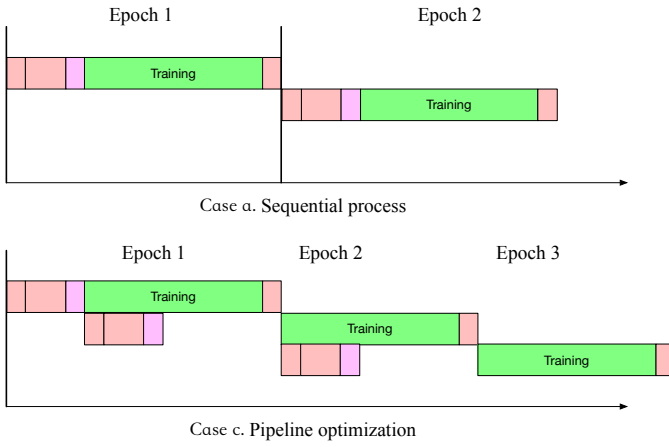 Epoch 1 Epoch 2
Training
Training
Case a. Sequential process
Epoch 1 Epoch 2 Epoch 3
Training
Training
Training
Case c. Pipeline optimization